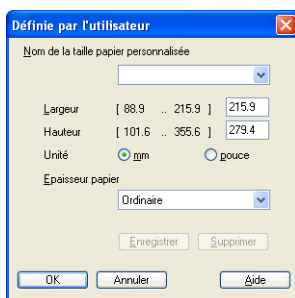 Définie par l'utilisateur
Nom de la taille papier personnalisée
Largeur [ 88.9 .. 215.9 ] 215.9
Hauteur [ 101.6 .. 355.6 ] 279.4
Unité mm pouce
Epaisseur papier
Ordinaire
Enregistrer Supprimer
OK Annuler Aide